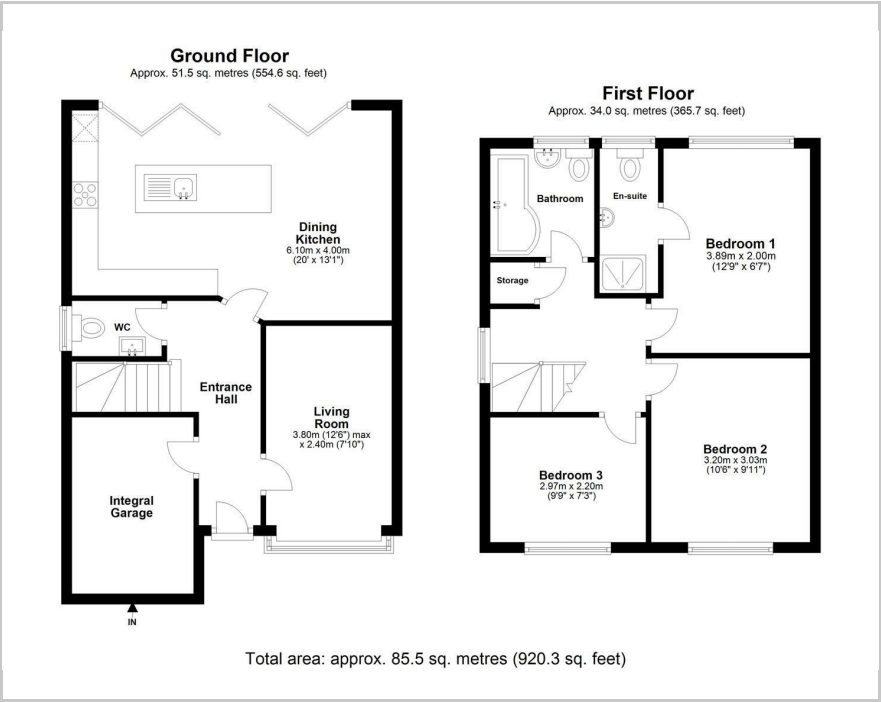 Ground Floor
Approx. 51.5 sq. metres (554.6 sq. feet)
Dining
Kitchen
6.10m x 4.00m
(20' x 13'1")
WC
Entrance
Hall
Living
Room
3.80m (12'6") max
x 2.40m (7'10")
Integral
Garage
IN
First Floor
Approx. 34.0 sq. metres (365.7 sq. feet)
Bathroom
En-suite
Bedroom 1
3.89m x 2.00m
(12'9" x 6'7")
Storage
Bedroom 2
3.20m x 3.03m
(10'6" x 9'11")
Bedroom 3
2.97m x 2.20m
(9'9" x 7'3")
Total area: approx. 85.5 sq. metres (920.3 sq. feet)